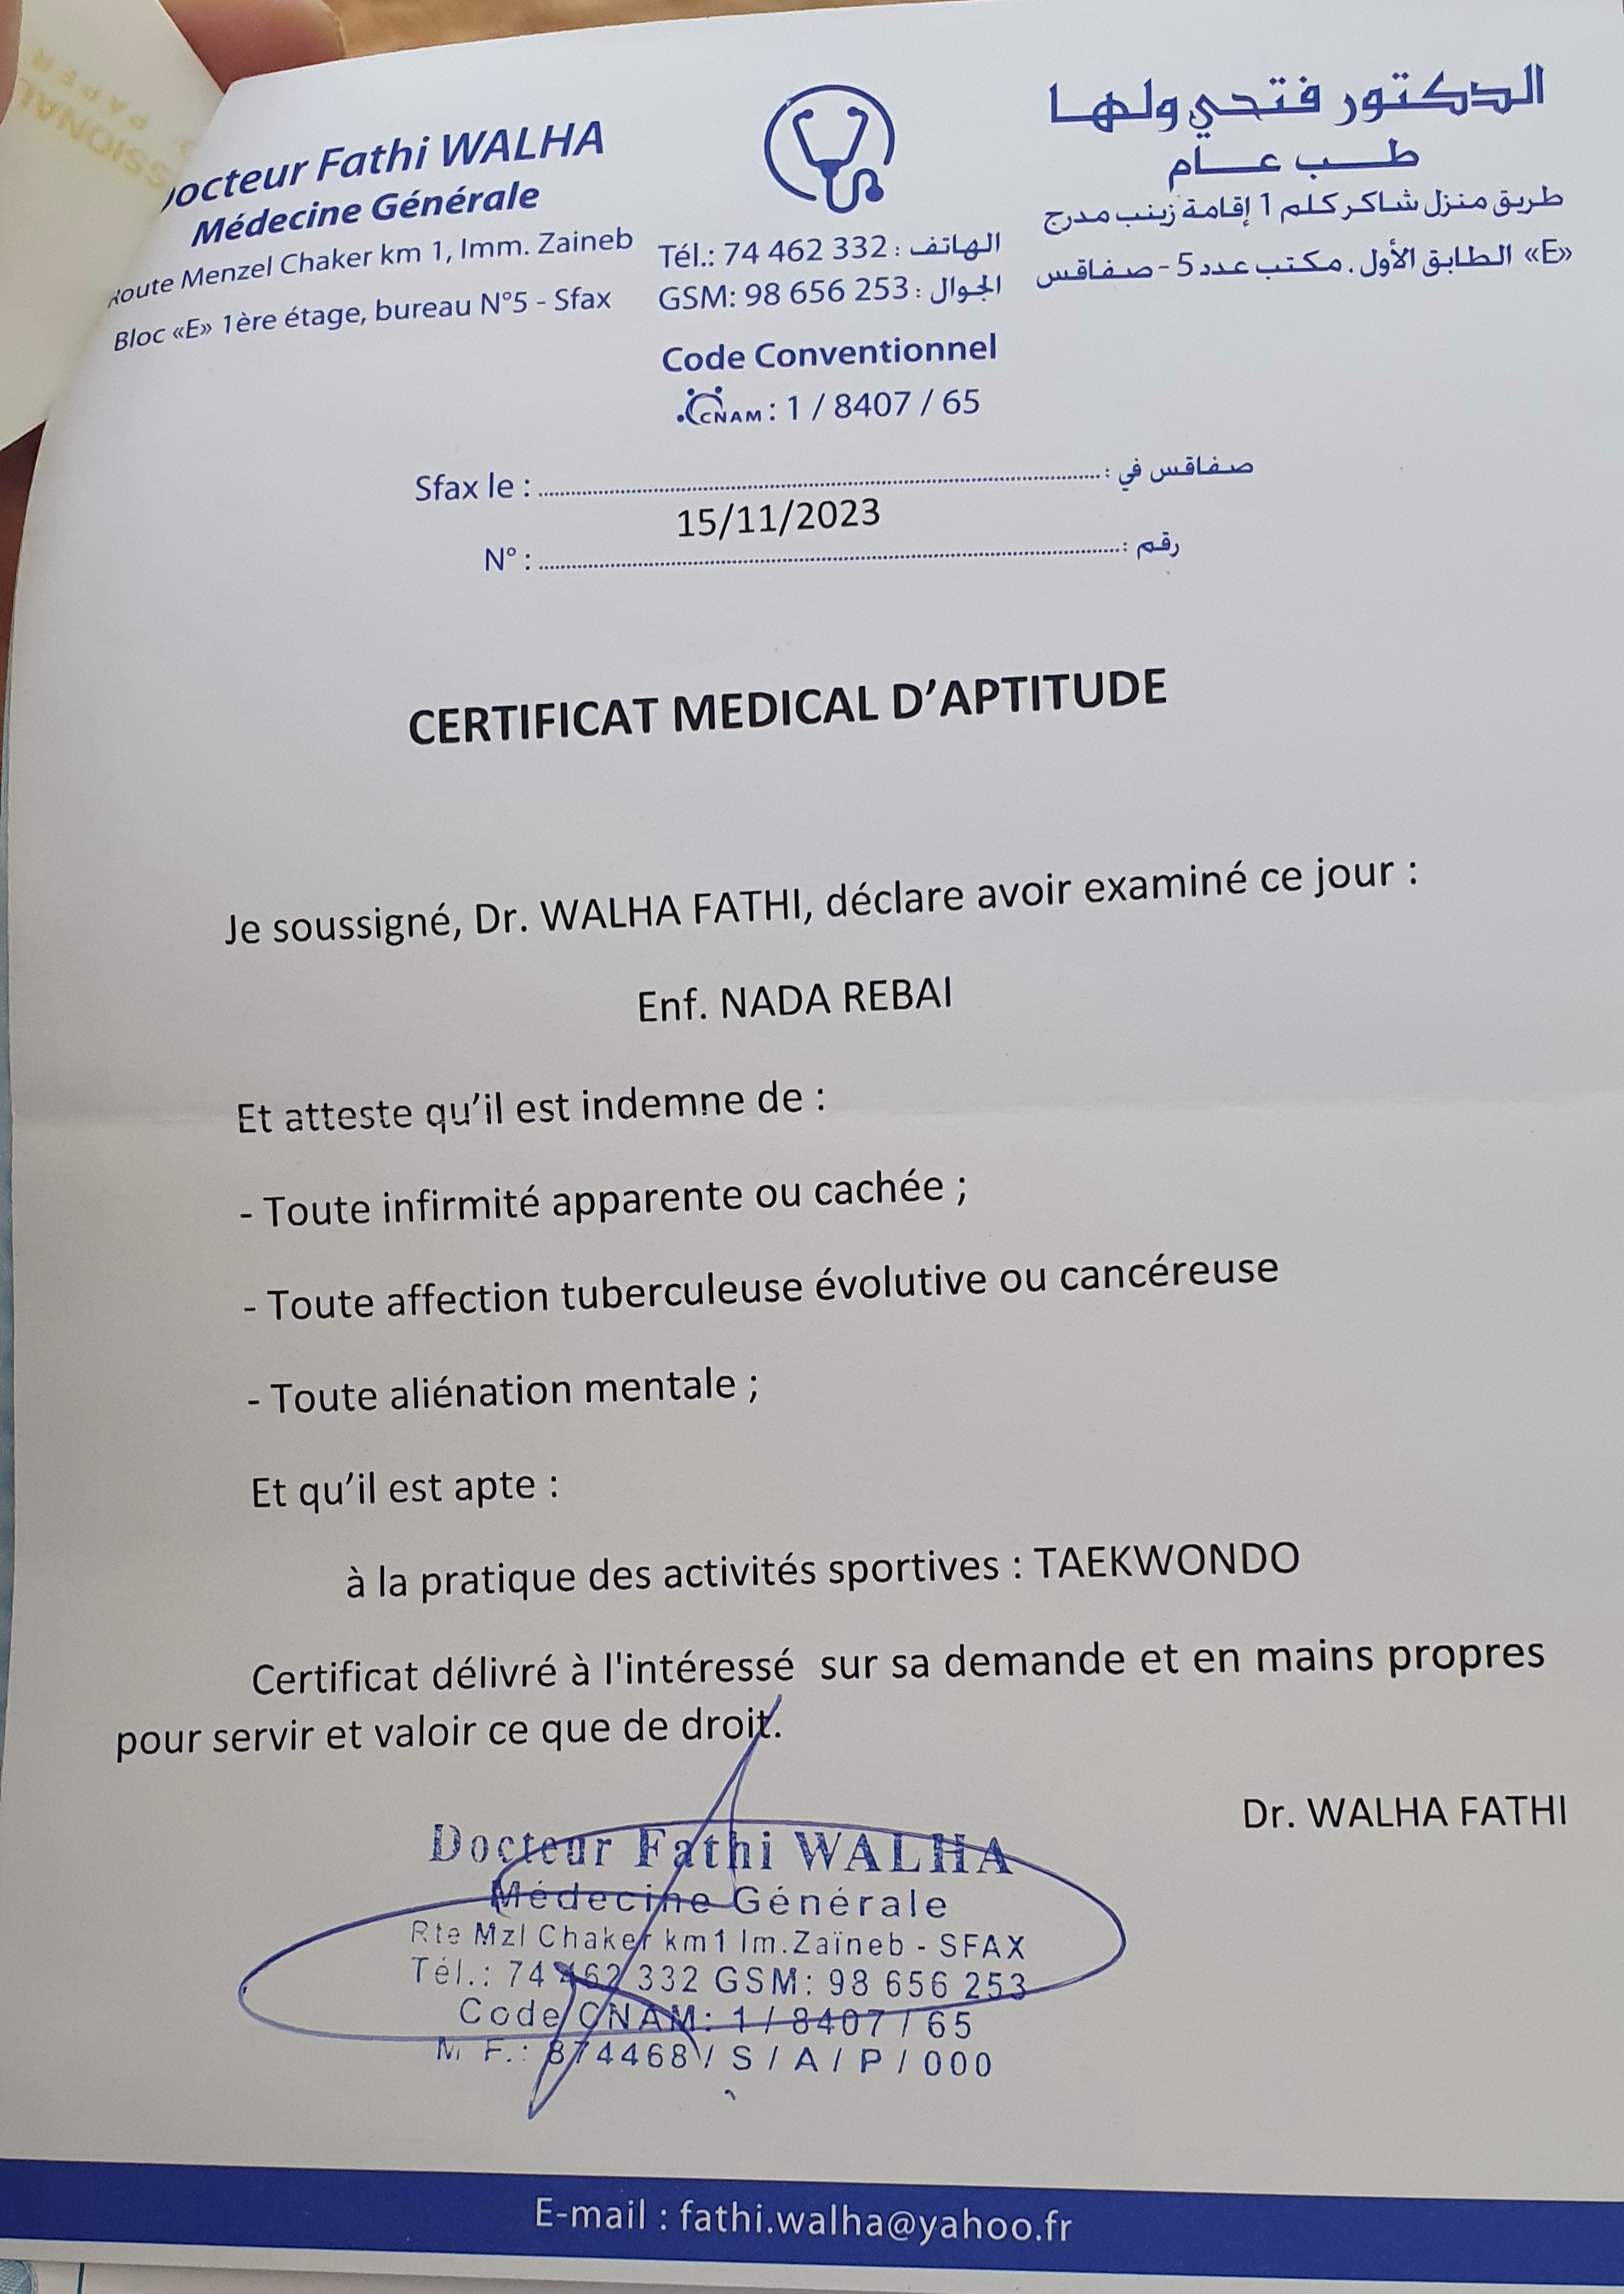 Docteur Fathi WALHA
Médecine Générale
Route Menzel Chaker km 1, Imm. Zaineb
Bloc «E» 1ère étage, bureau N°5 - Sfax
Tél.: 74 462 332 : الهاتف
GSM: 98 656 253 : الجوال
Code Conventionnel
CNAM : 1 / 8407 / 65
الدكتور فتحي ولها
طب عام
طريق منزل شاكر كلم 1 إقامة زينب مدرج
«E» الطابق الأول. مكتب عدد 5 - صفاقس
Sfax le : صفاقس في :
15/11/2023
N° : رقم :
CERTIFICAT MEDICAL D’APTITUDE
Je soussigné, Dr. WALHA FATHI, déclare avoir examiné ce jour :
Enf. NADA REBAI
Et atteste qu’il est indemne de :
- Toute infirmité apparente ou cachée ;
- Toute affection tuberculeuse évolutive ou cancéreuse
- Toute aliénation mentale ;
Et qu’il est apte :
à la pratique des activités sportives : TAEKWONDO
Certificat délivré à l'intéressé sur sa demande et en mains propres
pour servir et valoir ce que de droit.
Dr. WALHA FATHI
Docteur Fathi WALHA
Médecine Générale
Rte Mzl Chaker km1 Im.Zaïneb - SFAX
Tél.: 74 462 332 GSM: 98 656 253
Code CNAM: 1 / 8407 / 65
M F.: 874468 / S / A / P / 000
E-mail : fathi.walha@yahoo.fr